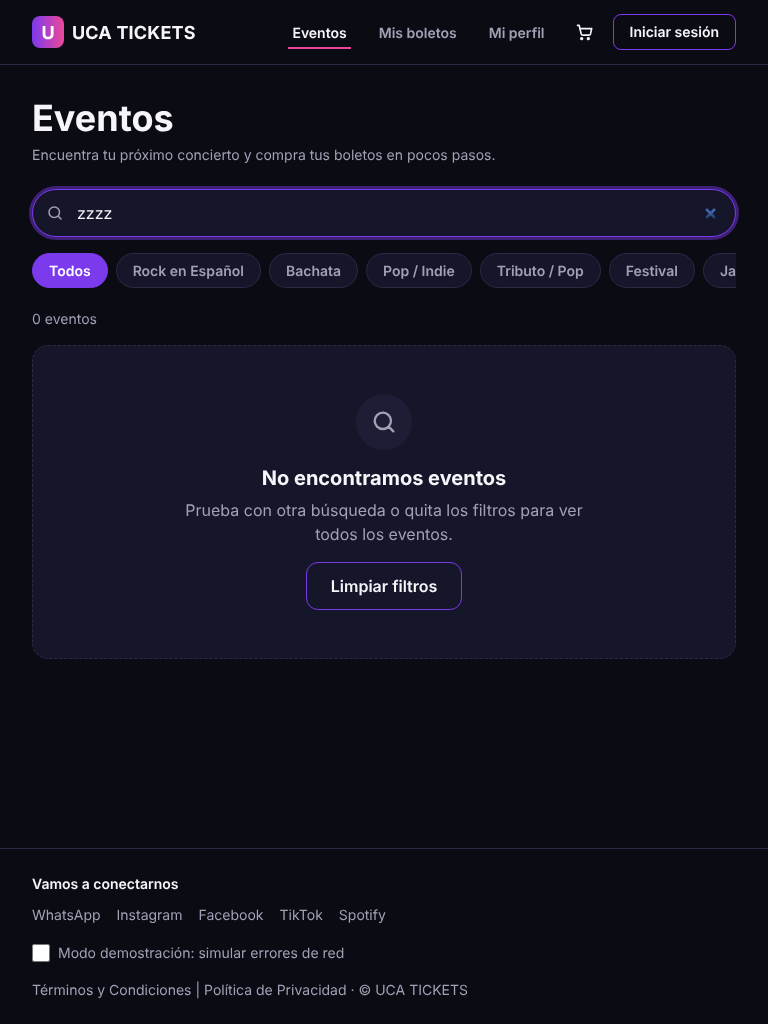 U UCA TICKETS Eventos Mis boletos Mi perfil Iniciar sesión
Eventos
Encuentra tu próximo concierto y compra tus boletos en pocos pasos.
zzzz
Todos Rock en Español Bachata Pop / Indie Tributo / Pop Festival Ja
0 eventos
No encontramos eventos
Prueba con otra búsqueda o quita los filtros para ver
todos los eventos.
Limpiar filtros
Vamos a conectarnos
WhatsApp Instagram Facebook TikTok Spotify
Modo demostración: simular errores de red
Términos y Condiciones | Política de Privacidad · © UCA TICKETS